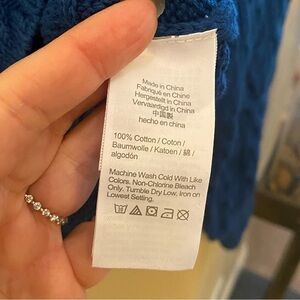 Made in China
Fabriqué en Chine
Hergestellt in China
Vervaardigd in China
中国製
hecho en china
100% Cotton / Coton /
Baumwolle / Katoen / 綿 /
algodón
Machine Wash Cold With Like
Colors. Non-Chlorine Bleach
Only. Tumble Dry Low, Iron on
Lowest Setting.